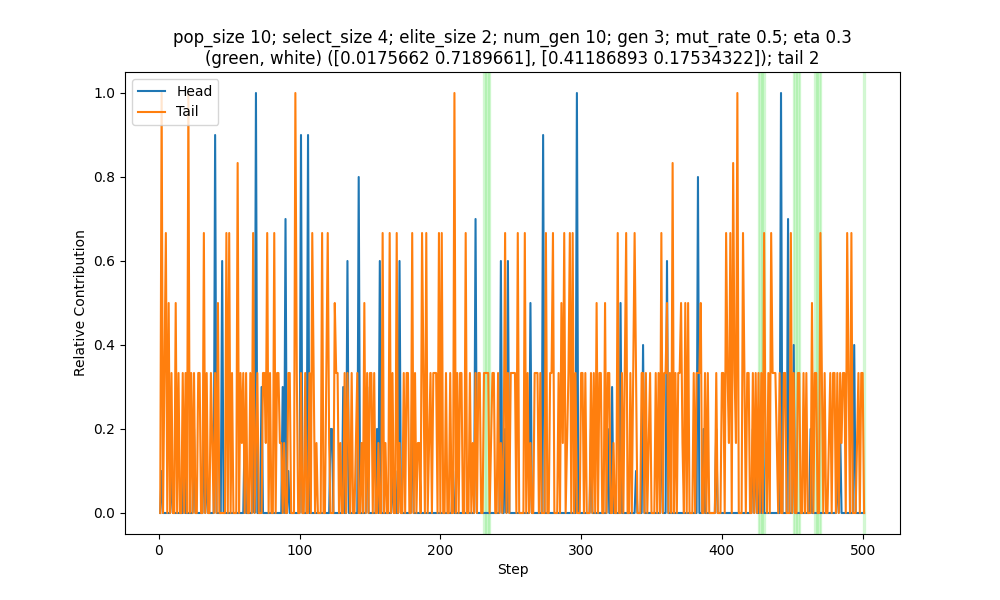 pop_size 10; select_size 4; elite_size 2; num_gen 10; gen 3; mut_rate 0.5; eta 0.3
(green, white) ([0.0175662 0.7189661], [0.41186893 0.17534322]); tail 2
Head
Tail
1.0
0.8
0.6
0.4
0.2
0.0
Relative Contribution
0
100
200
300
400
500
Step